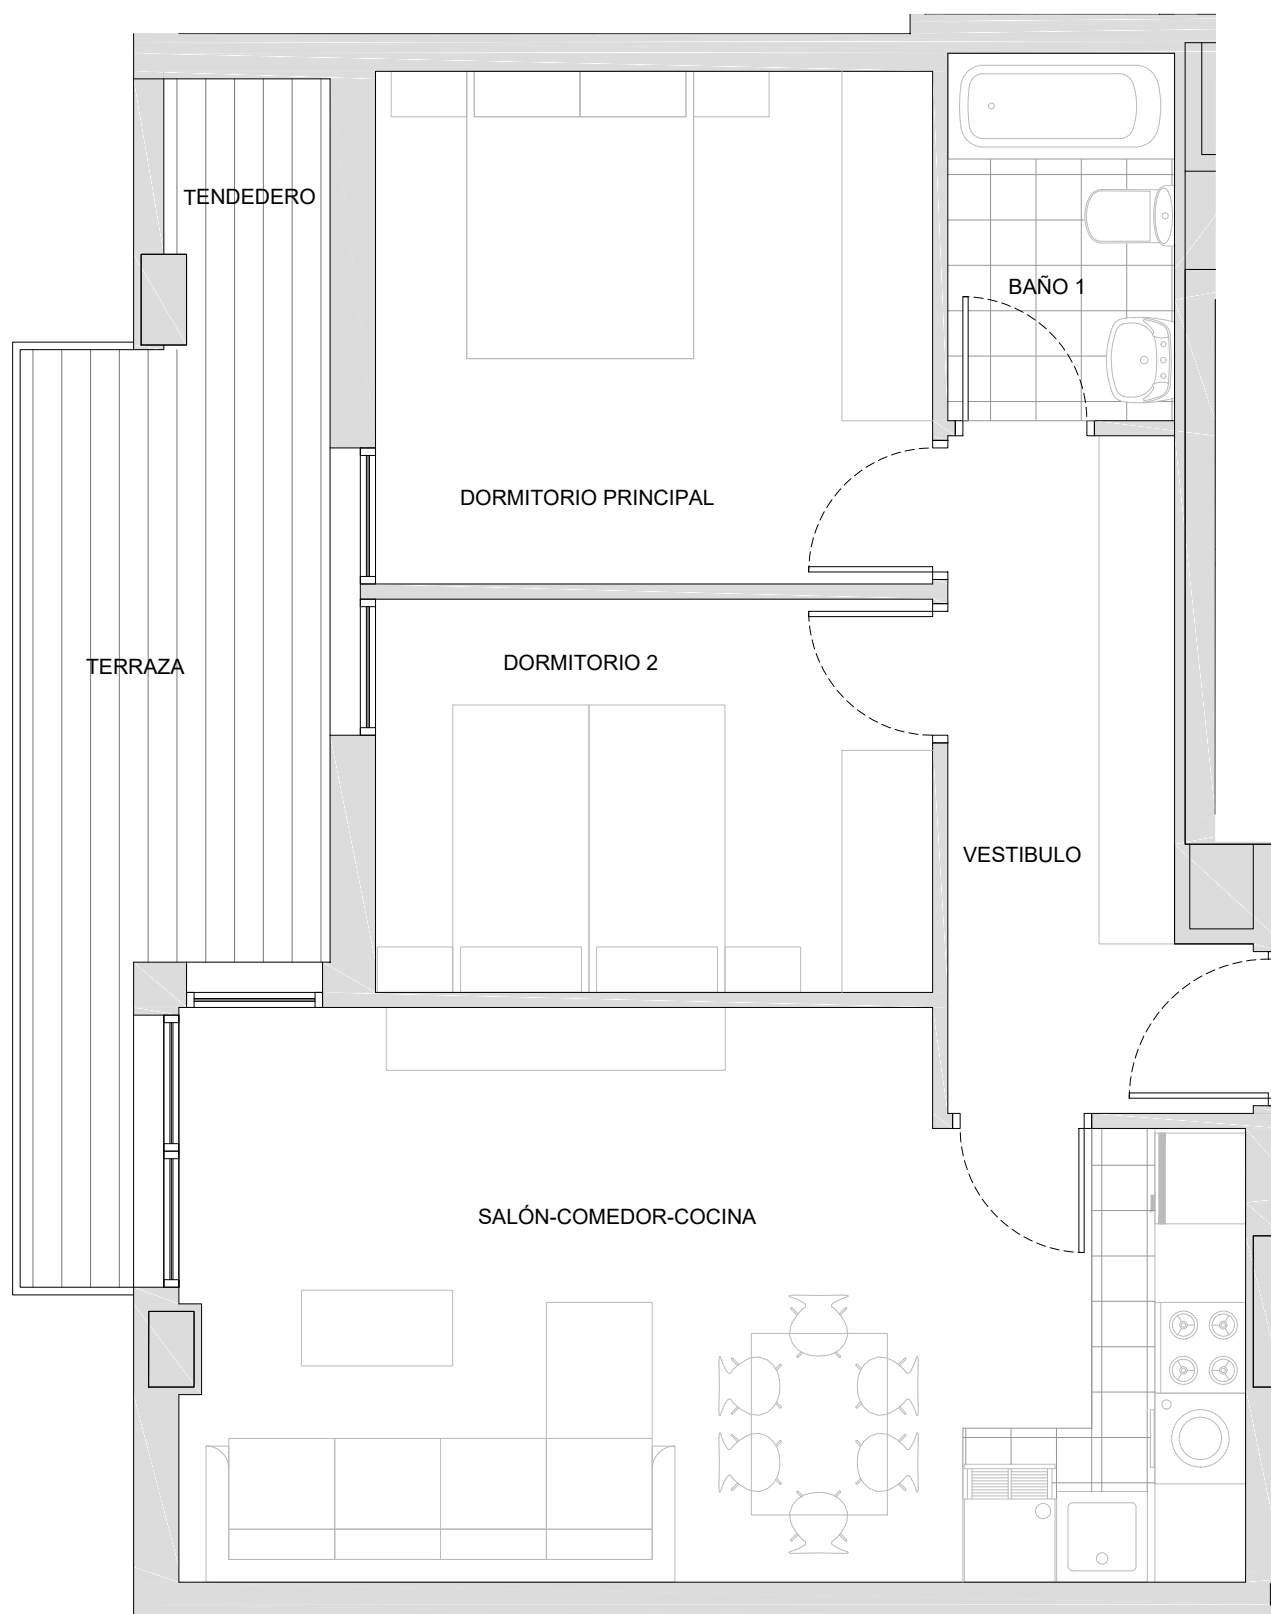 TENDEDERO
BAÑO 1
DORMITORIO PRINCIPAL
TERRAZA
DORMITORIO 2
VESTIBULO
SALÓN-COMEDOR-COCINA